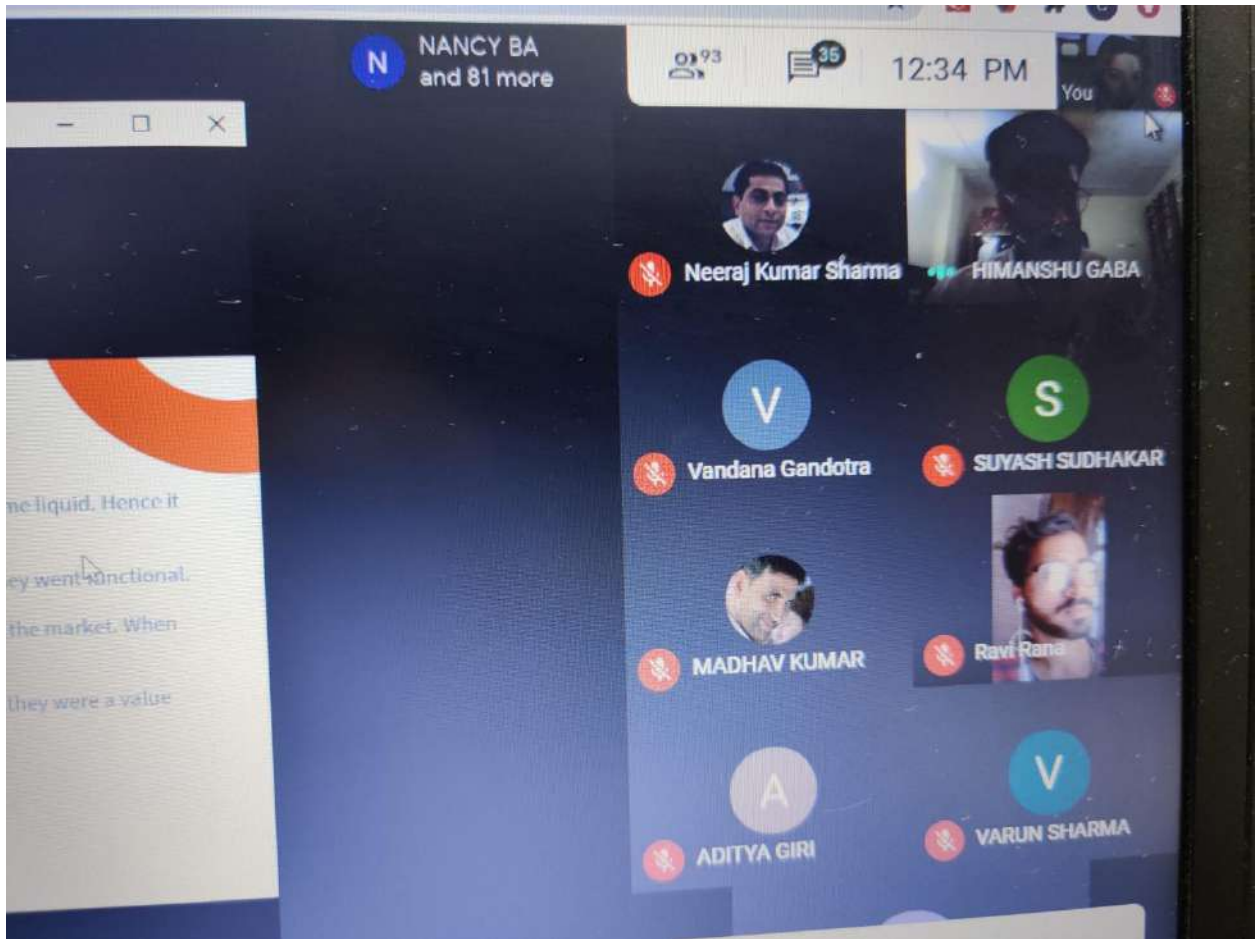 N
NANCY BA
and 81 more
93
35
12:34 PM
You
Neeraj Kumar Sharma
HIMANSHU GABA
V
Vandana Gandotra
S
SUYASH SUDHAKAR
me liquid. Hence it
ey went functional.
the market. When
they were a value
MADHAV KUMAR
Ravi Rana
A
ADITYA GIRI
V
VARUN SHARMA